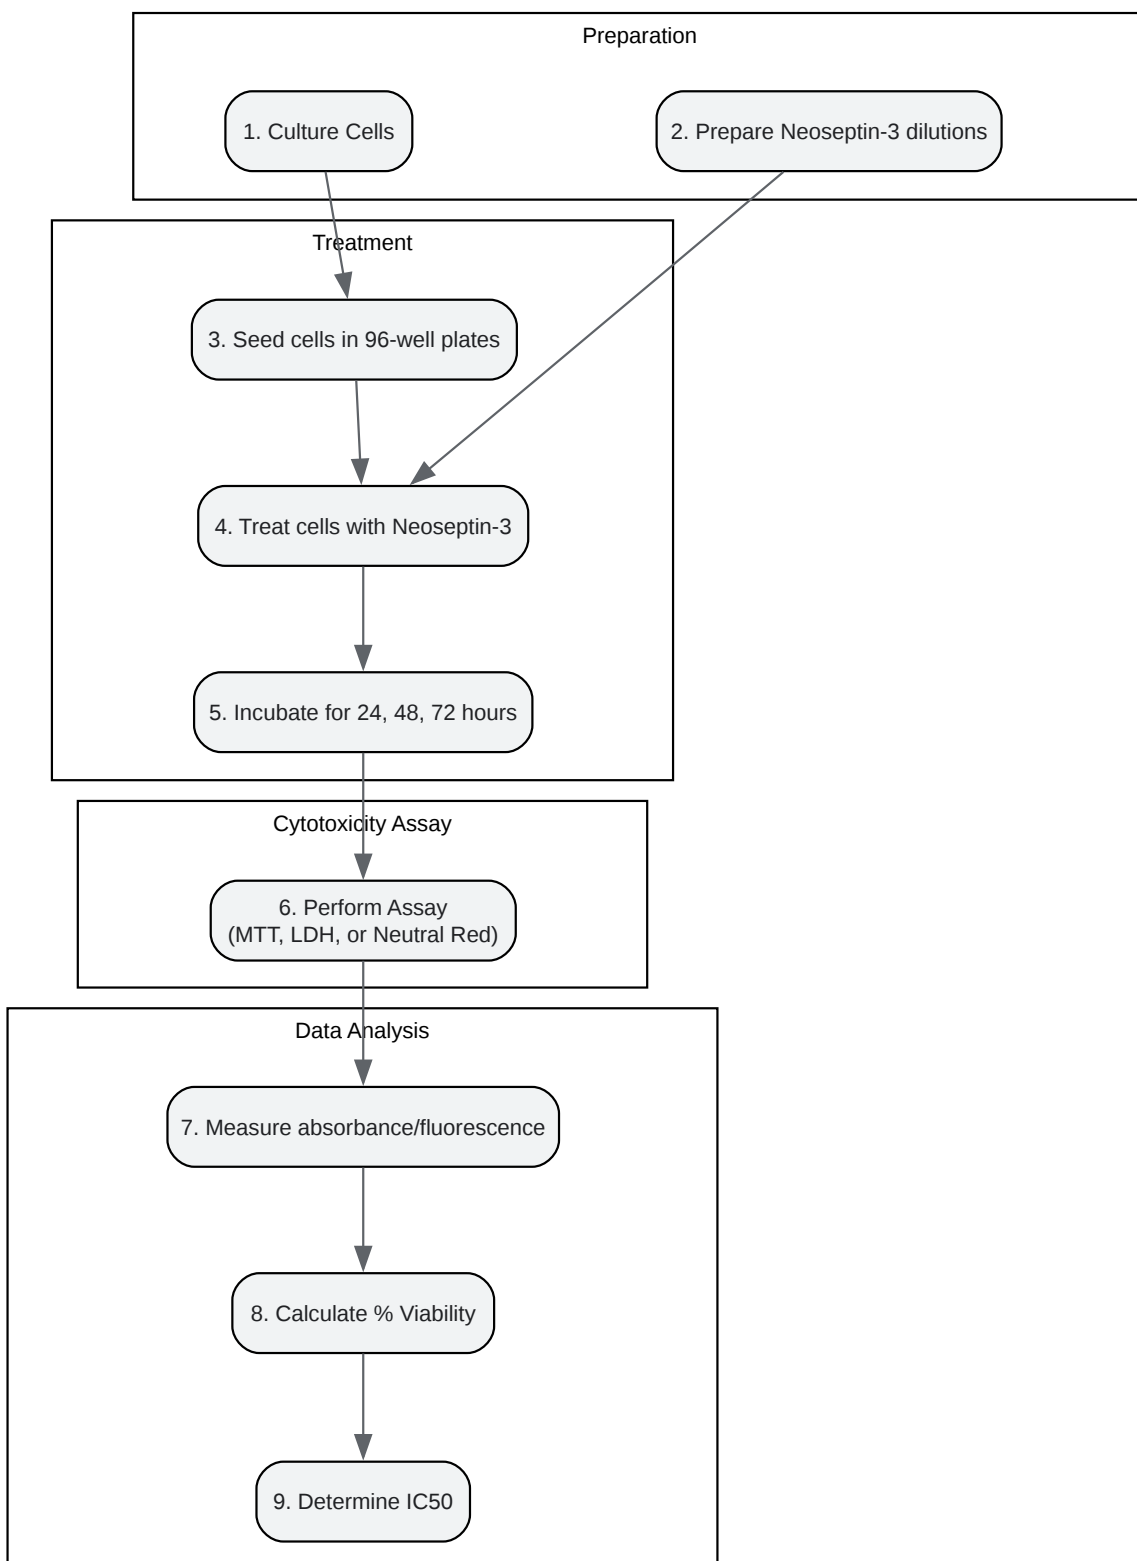 Preparation
1. Culture Cells
2. Prepare Neoseptin-3 dilutions
Treatment
3. Seed cells in 96-well plates
4. Treat cells with Neoseptin-3
5. Incubate for 24, 48, 72 hours
Cytotoxicity Assay
6. Perform Assay
(MTT, LDH, or Neutral Red)
Data Analysis
7. Measure absorbance/fluorescence
8. Calculate % Viability
9. Determine IC50